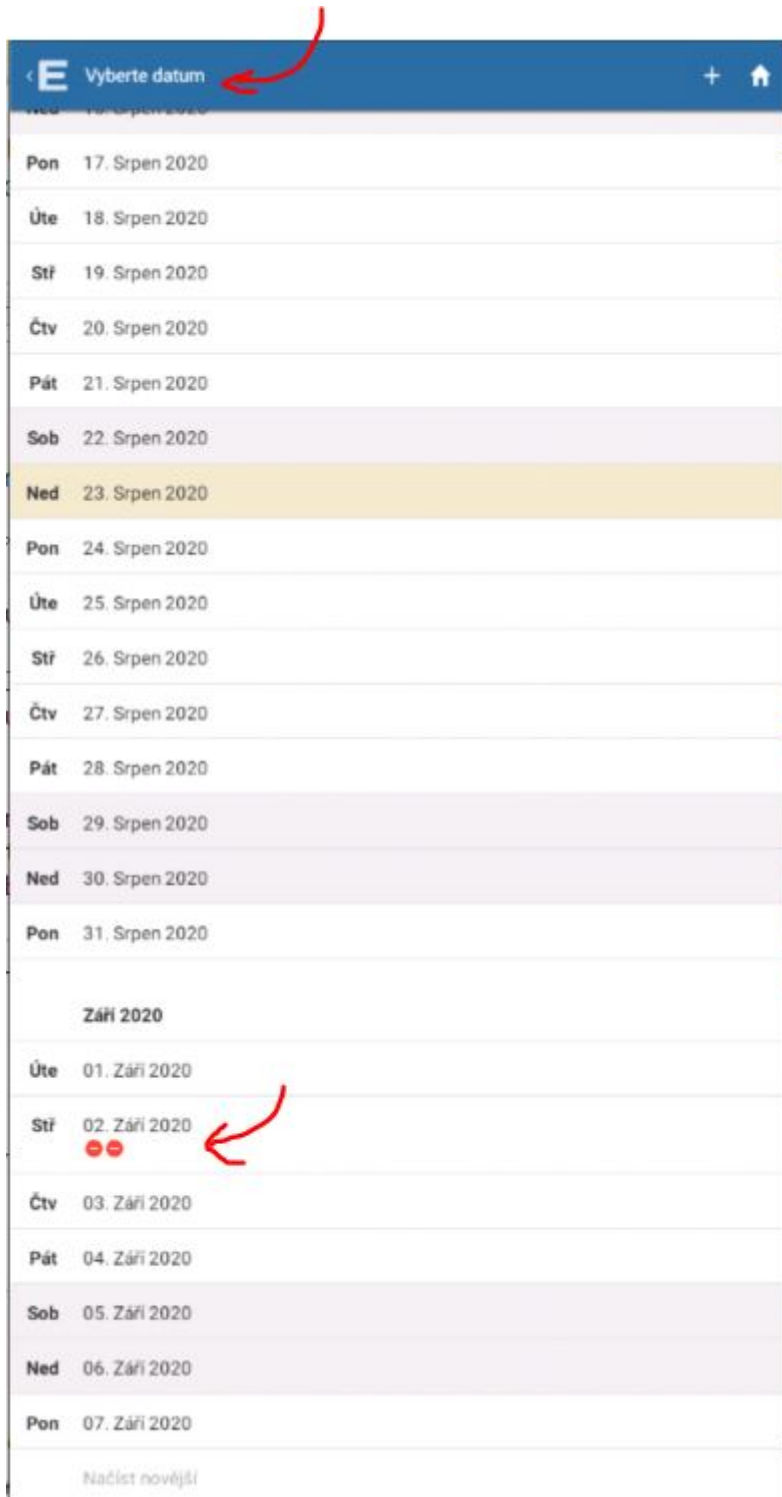 E Vyberte datum
Pon 17. Srpen 2020
Úte 18. Srpen 2020
Stř 19. Srpen 2020
Čtv 20. Srpen 2020
Pát 21. Srpen 2020
Sob 22. Srpen 2020
Ned 23. Srpen 2020
Pon 24. Srpen 2020
Úte 25. Srpen 2020
Stř 26. Srpen 2020
Čtv 27. Srpen 2020
Pát 28. Srpen 2020
Sob 29. Srpen 2020
Ned 30. Srpen 2020
Pon 31. Srpen 2020
Září 2020
Úte 01. Září 2020
Stř 02. Září 2020
Čtv 03. Září 2020
Pát 04. Září 2020
Sob 05. Září 2020
Ned 06. Září 2020
Pon 07. Září 2020
Načíst novější